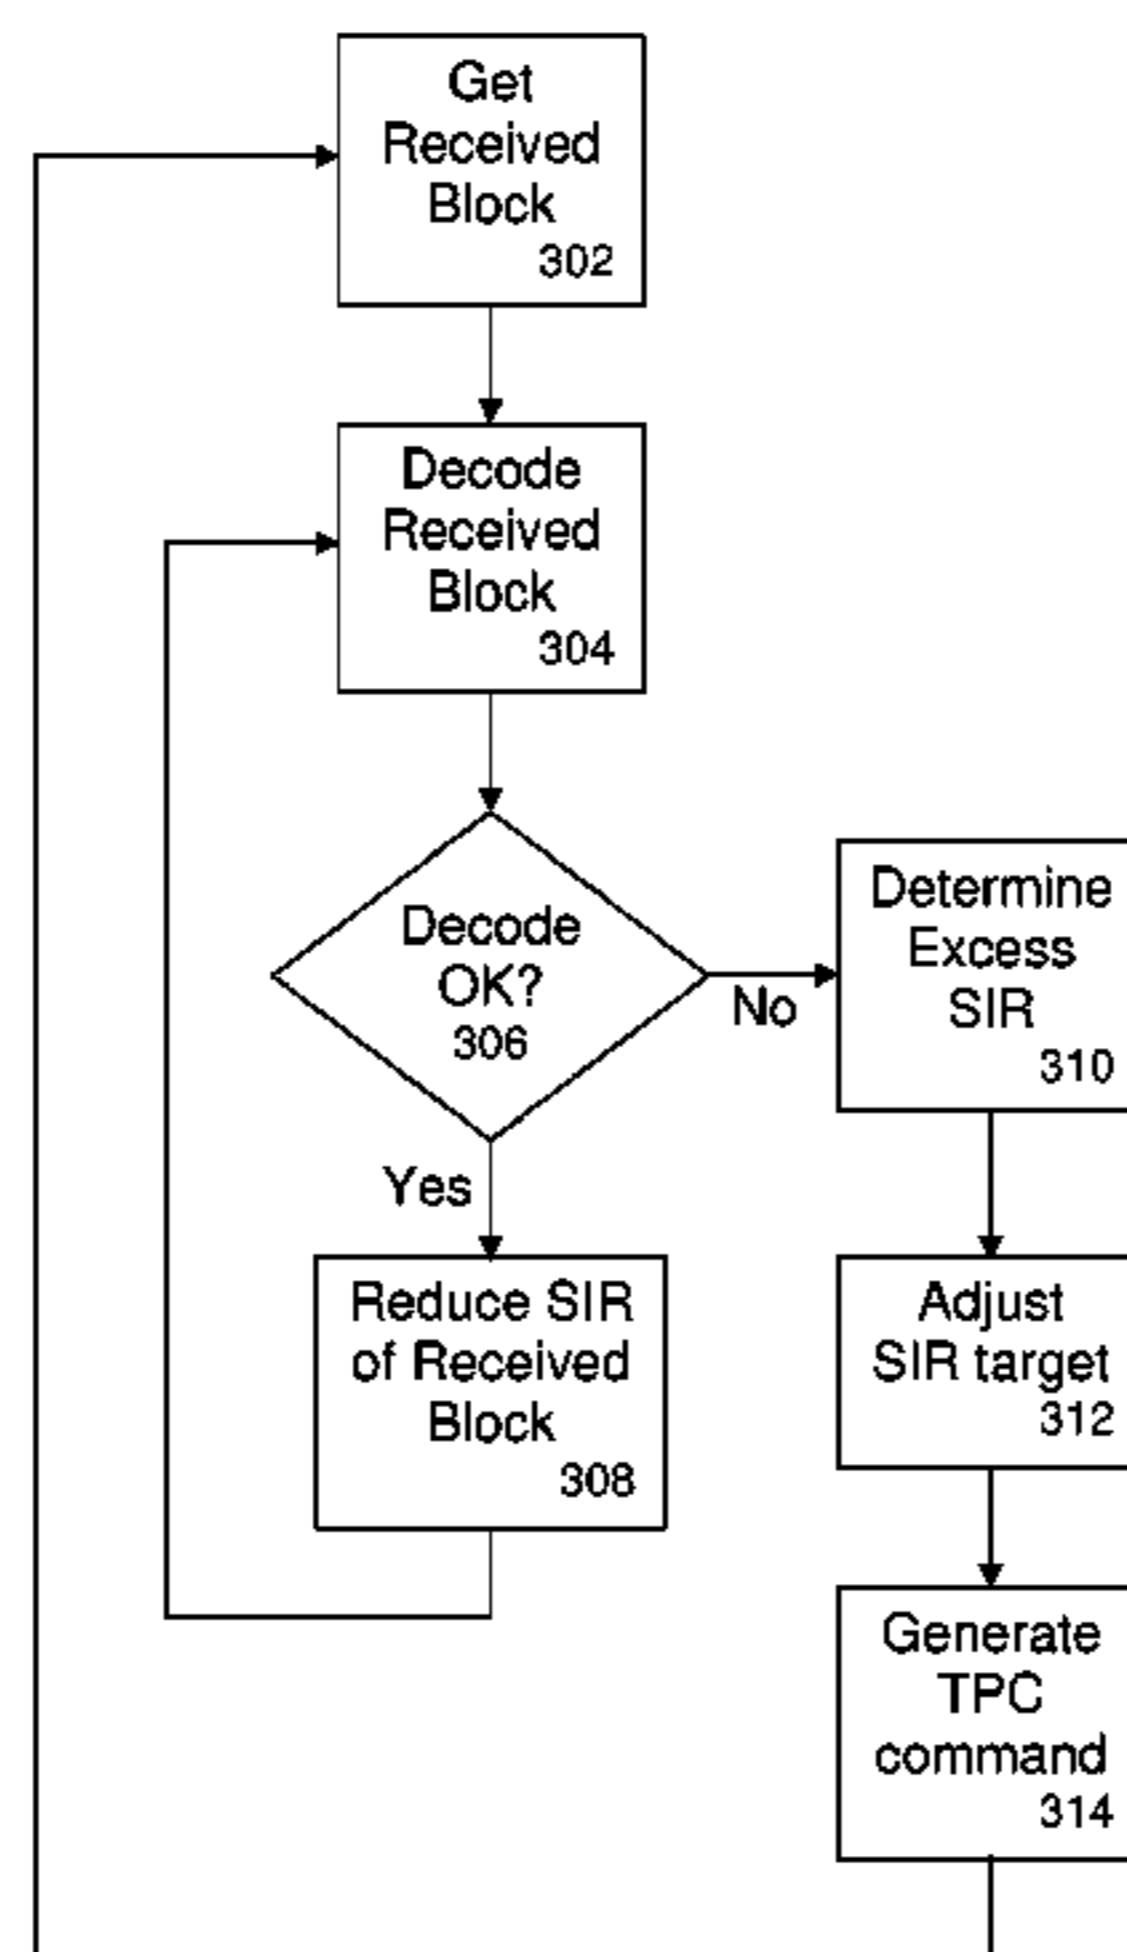 Get
Received
Block
302
Decode
Received
Block
304
Decode
OK?
306
No
Determine
Excess
SIR
310
Yes
Reduce SIR
of Received
Block
308
Adjust
SIR target
312
Generate
TPC
command
314